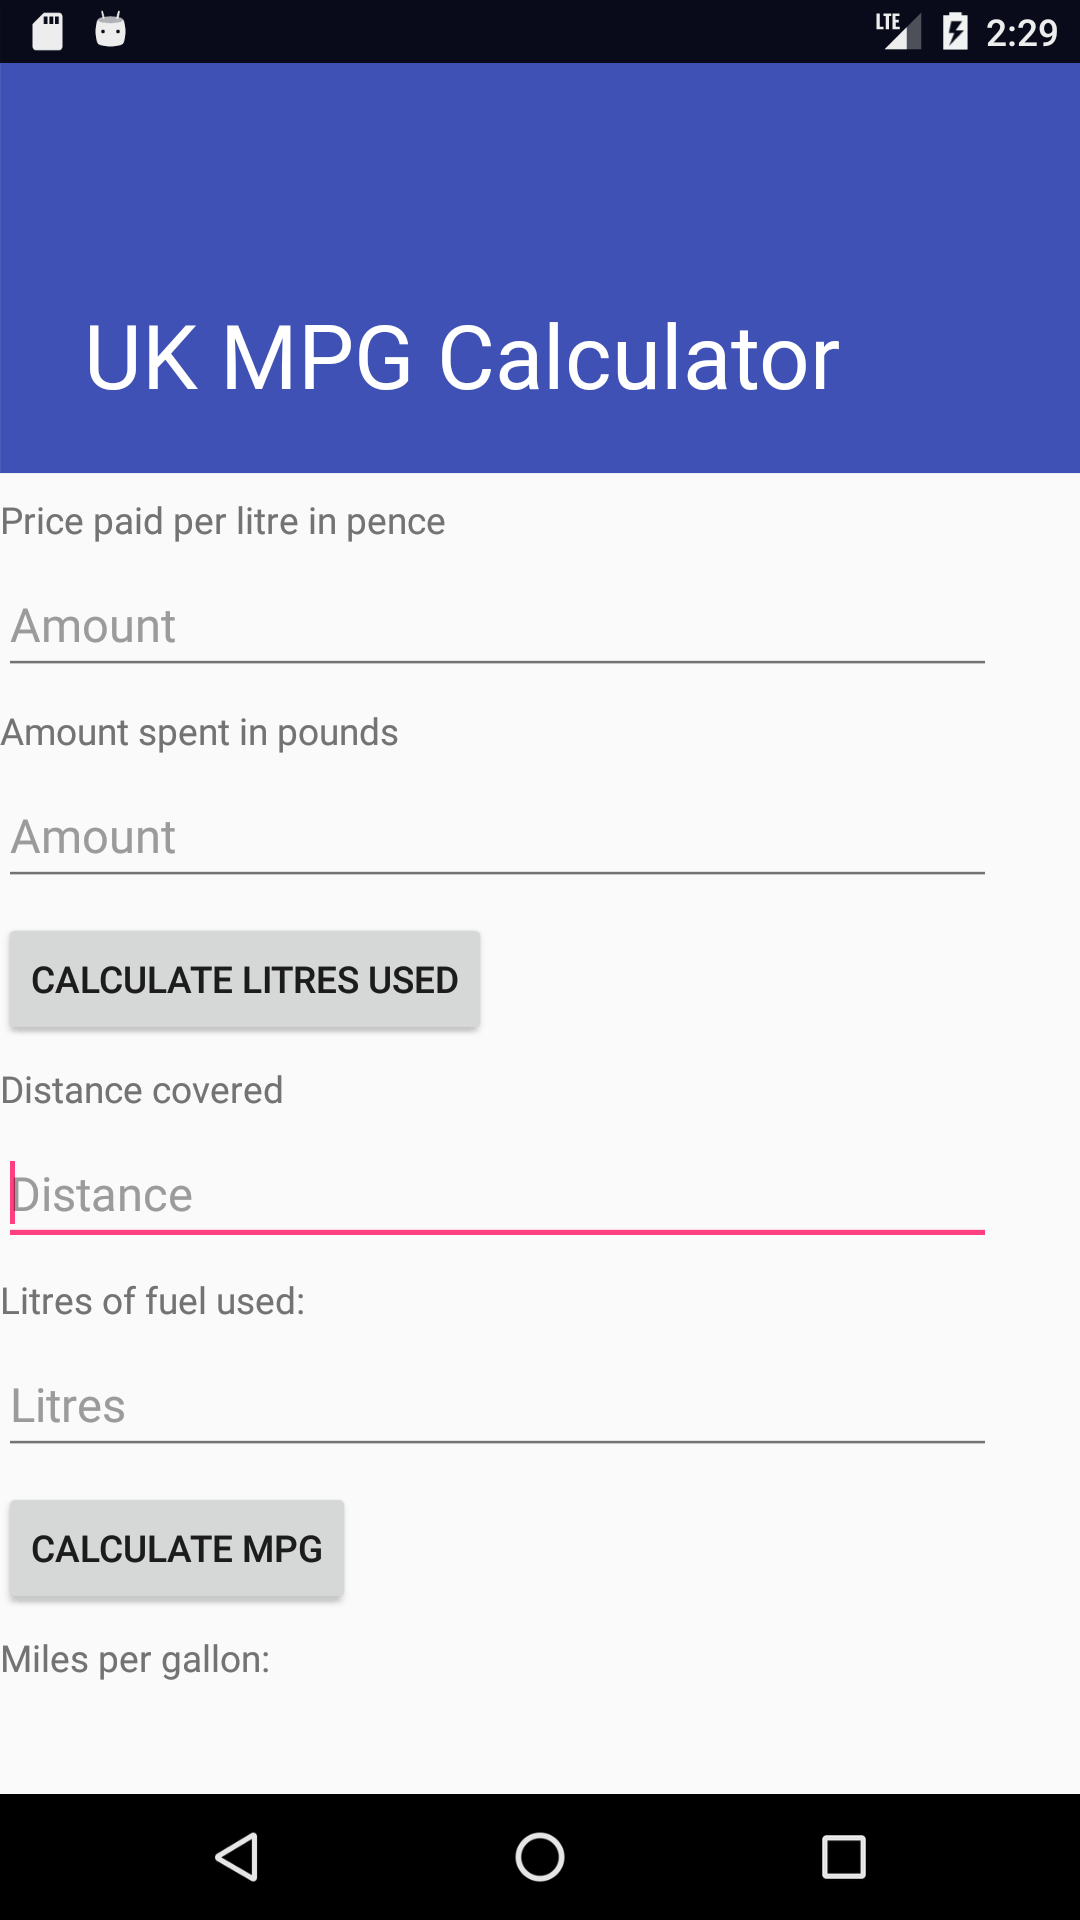 LTE 2:29
UK MPG Calculator
Price paid per litre in pence
Amount
Amount spent in pounds
Amount
CALCULATE LITRES USED
Distance covered
Distance
Litres of fuel used:
Litres
CALCULATE MPG
Miles per gallon: